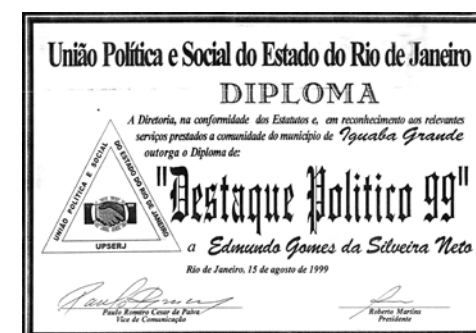 União Política e Social do Estado do Rio de Janeiro
DIPLOMA
A Diretoria, na conformidade dos Estatutos e, em reconhecimento aos relevantes
serviços prestados a comunidade do município de Iguaba Grande
outorga o Diploma de:
"Destaque Politico 99"
a Edmundo Gomes da Silveira Neto
Rio de Janeiro, 15 de agosto de 1999
UNIÃO POLÍTICA E SOCIAL
DO ESTADO DO RIO DE JANEIRO
UPSERJ
Paulo Romero Cesar de Paiva
Vice de Comunicação
Roberto Martins
Presidente